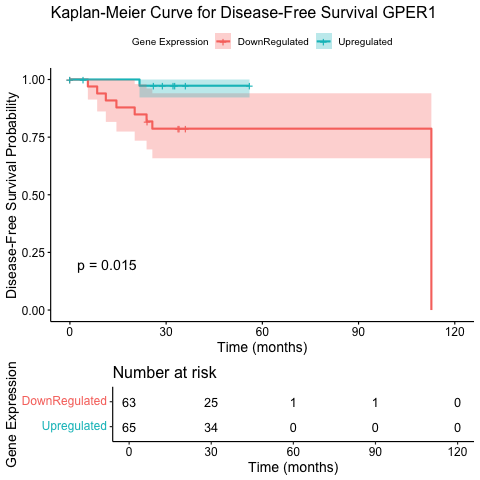 Kaplan-Meier Curve for Disease-Free Survival GPER1
Gene Expression DownRegulated Upregulated
Disease-Free Survival Probability
1.00
0.75
0.50
0.25
0.00
p = 0.015
0 30 60 90 120
Time (months)
Number at risk
Gene Expression
DownRegulated 63 25 1 1 0
Upregulated 65 34 0 0 0
0 30 60 90 120
Time (months)